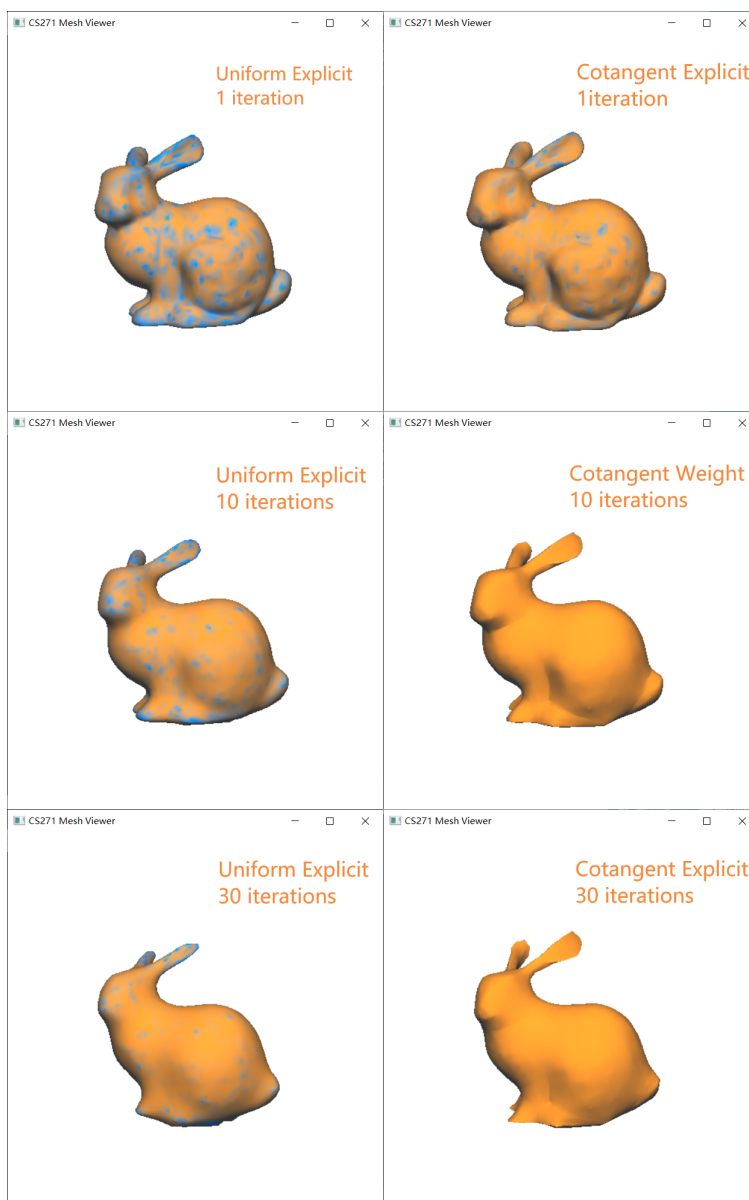 CS271 Mesh Viewer
Uniform Explicit
1 iteration
CS271 Mesh Viewer
Cotangent Explicit
1iteration
CS271 Mesh Viewer
Uniform Explicit
10 iterations
CS271 Mesh Viewer
Cotangent Weight
10 iterations
CS271 Mesh Viewer
Uniform Explicit
30 iterations
CS271 Mesh Viewer
Cotangent Explicit
30 iterations